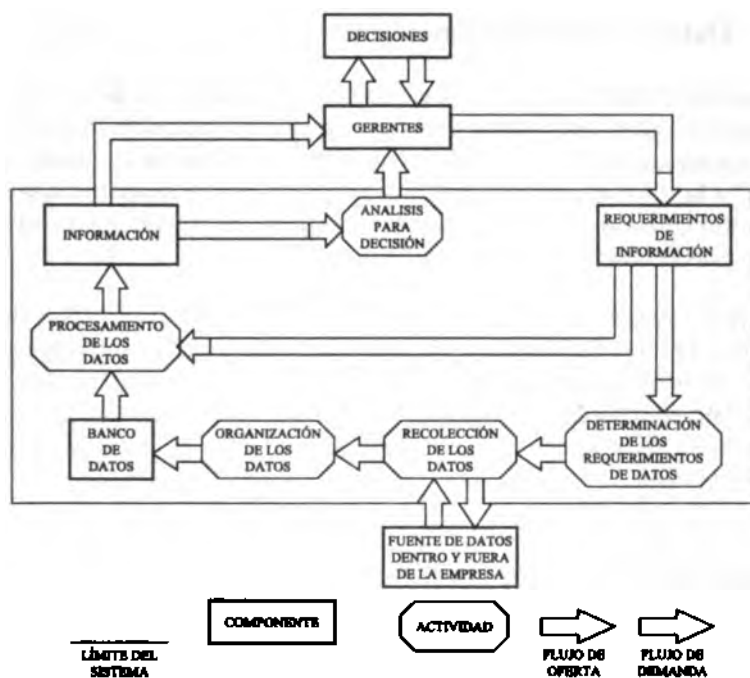 DECISIONES
GERENTES
ANALISIS
PARA
DECISIÓN
INFORMACIÓN
REQUERIMIENTOS
DE
INFORMACIÓN
PROCESAMIENTO
DE LOS
DATOS
BANCO
DE
DATOS
ORGANIZACIÓN
DE LOS
DATOS
RECOLECCIÓN
DE LOS
DATOS
DETERMINACIÓN
DE LOS
REQUERIMIENTOS
DE DATOS
FUENTE DE DATOS
DENTRO Y FUERA
DE LA EMPRESA
LÍMITE DEL
SISTEMA
COMPONENTE
ACTIVIDAD
FLUJO DE
OFERTA
FLUJO DE
DEMANDA